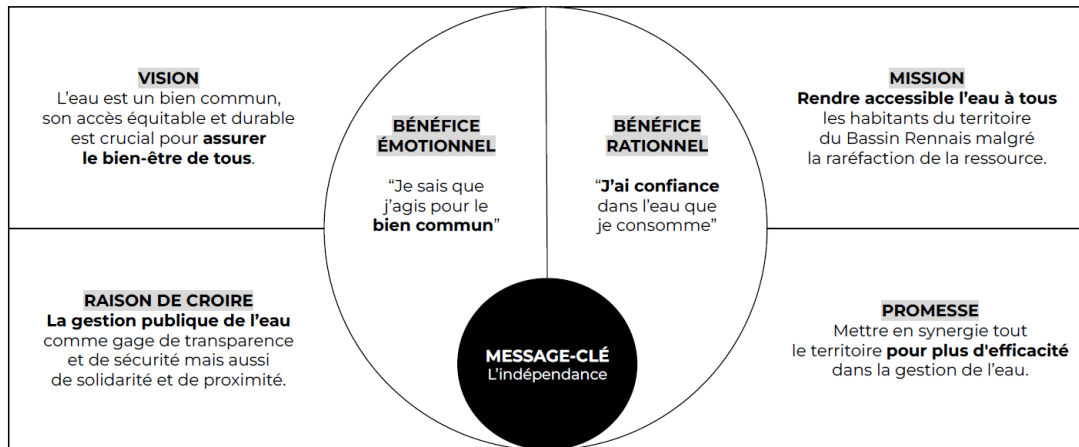 VISION
L'eau est un bien commun,
son accès équitable et durable
est crucial pour assurer
le bien-être de tous.
BÉNÉFICE
ÉMOTIONNEL
"Je sais que
j'agis pour le
bien commun"
BÉNÉFICE
RATIONNEL
"J'ai confiance
dans l'eau que
je consomme"
MISSION
Rendre accessible l'eau à tous
les habitants du territoire
du Bassin Rennais malgré
la raréfaction de la ressource.
RAISON DE CROIRE
La gestion publique de l'eau
comme gage de transparence
et de sécurité mais aussi
de solidarité et de proximité.
MESSAGE-CLÉ
L'indépendance
PROMESSE
Mettre en synergie tout
le territoire pour plus d'efficacité
dans la gestion de l'eau.